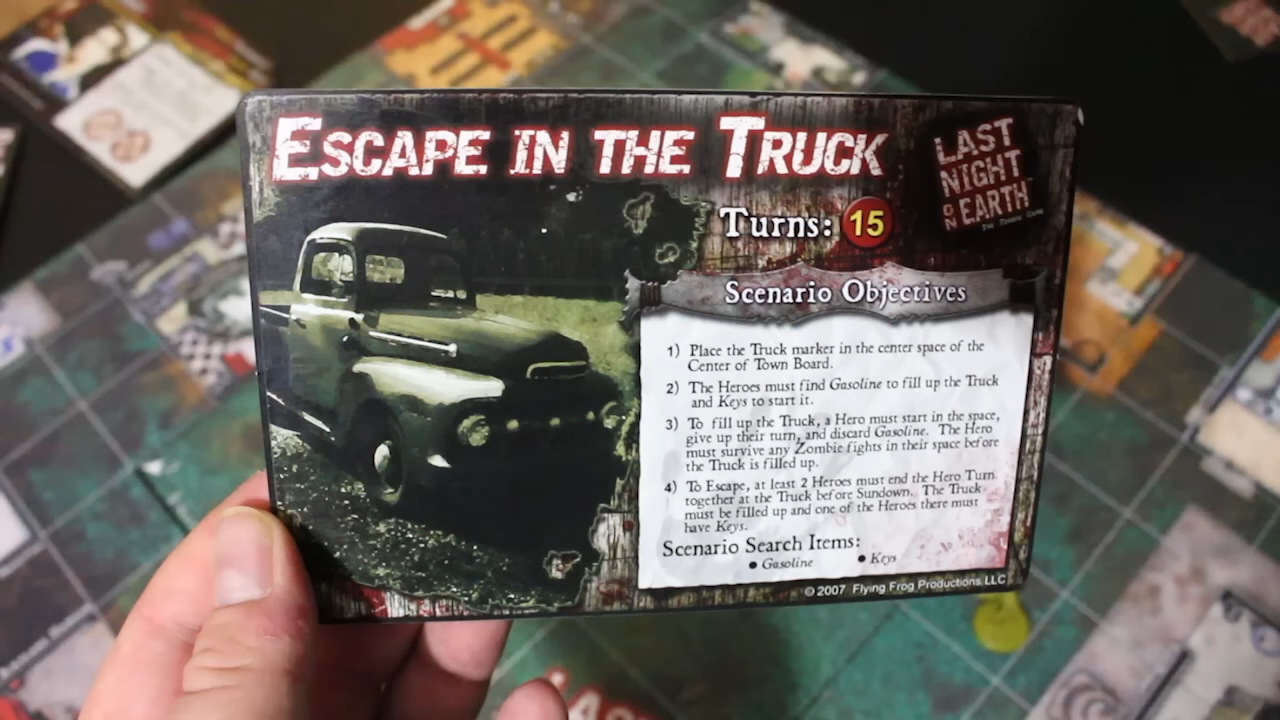 Escape in the Truck
LAST
NIGHT
ON EARTH
The Zombie Game
Turns: 15
Scenario Objectives
1) Place the Truck marker in the center space of the
Center of Town Board.
2) The Heroes must find Gasoline to fill up the Truck
and Keys to start it.
3) To fill up the Truck, a Hero must start in the space,
give up their turn, and discard Gasoline. The Hero
must survive any Zombie fights in their space before
the Truck is filled up.
4) To Escape, at least 2 Heroes must end the Hero Turn
together at the Truck before Sundown. The Truck
must be filled up and one of the Heroes there must
have Keys.
Scenario Search Items:
• Gasoline • Keys
© 2007 Flying Frog Productions LLC